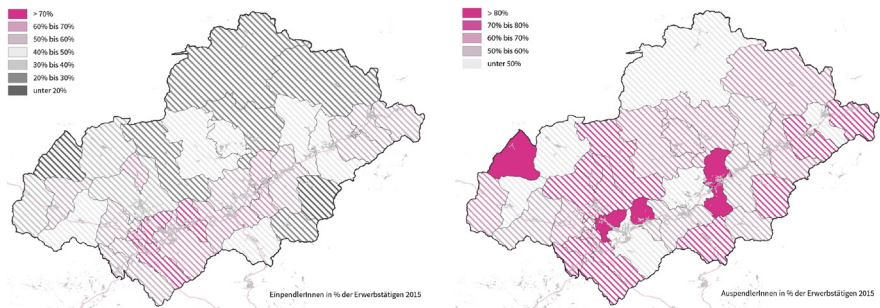 > 70%
60% bis 70%
50% bis 60%
40% bis 50%
30% bis 40%
20% bis 30%
unter 20%
EinpendlerInnen in % der Erwerbstätigen 2015
> 80%
70% bis 80%
60% bis 70%
50% bis 60%
unter 50%
AuspendlerInnen in % der Erwerbstätigen 2015